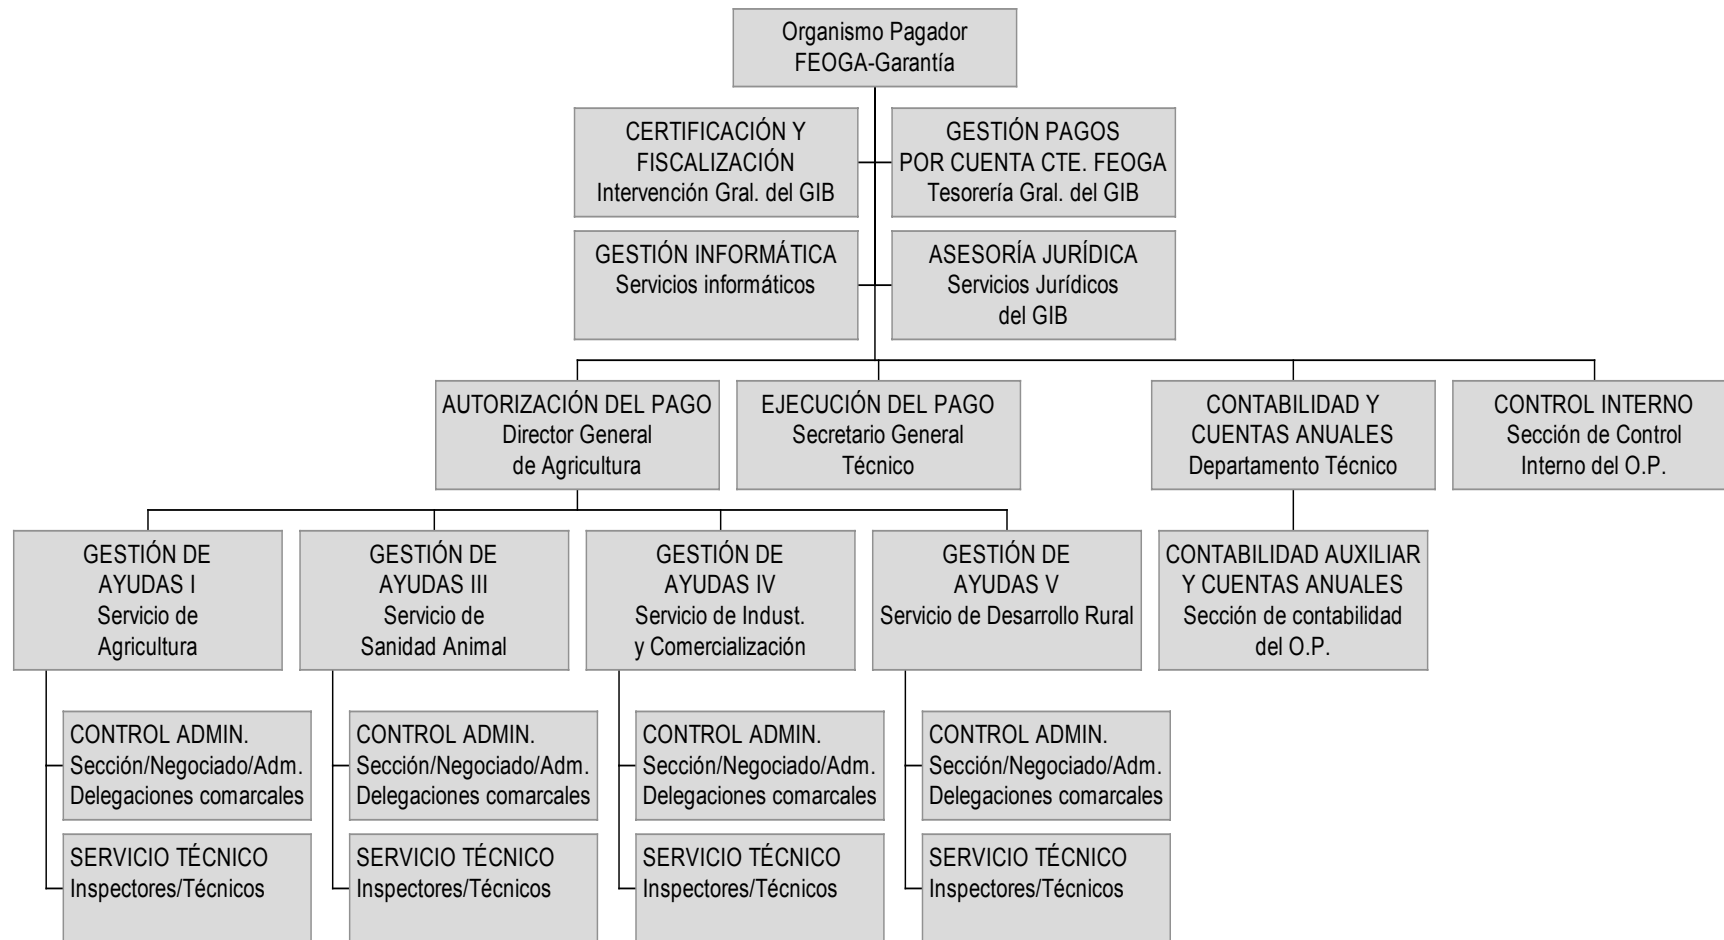 Organismo Pagador
FEOGA-Garantía
CERTIFICACIÓN Y
FISCALIZACIÓN
Intervención Gral. del GIB
GESTIÓN PAGOS
POR CUENTA CTE. FEOGA
Tesorería Gral. del GIB
GESTIÓN INFORMÁTICA
Servicios informáticos
ASESORÍA JURÍDICA
Servicios Jurídicos
del GIB
AUTORIZACIÓN DEL PAGO
Director General
de Agricultura
EJECUCIÓN DEL PAGO
Secretario General
Técnico
CONTABILIDAD Y
CUENTAS ANUALES
Departamento Técnico
CONTROL INTERNO
Sección de Control
Interno del O.P.
GESTIÓN DE
AYUDAS I
Servicio de
Agricultura
GESTIÓN DE
AYUDAS III
Servicio de
Sanidad Animal
GESTIÓN DE
AYUDAS IV
Servicio de Indust.
y Comercialización
GESTIÓN DE
AYUDAS V
Servicio de Desarrollo Rural
CONTABILIDAD AUXILIAR
Y CUENTAS ANUALES
Sección de contabilidad
del O.P.
CONTROL ADMIN.
Sección/Negociado/Adm.
Delegaciones comarcales
CONTROL ADMIN.
Sección/Negociado/Adm.
Delegaciones comarcales
CONTROL ADMIN.
Sección/Negociado/Adm.
Delegaciones comarcales
CONTROL ADMIN.
Sección/Negociado/Adm.
Delegaciones comarcales
SERVICIO TÉCNICO
Inspectores/Técnicos
SERVICIO TÉCNICO
Inspectores/Técnicos
SERVICIO TÉCNICO
Inspectores/Técnicos
SERVICIO TÉCNICO
Inspectores/Técnicos